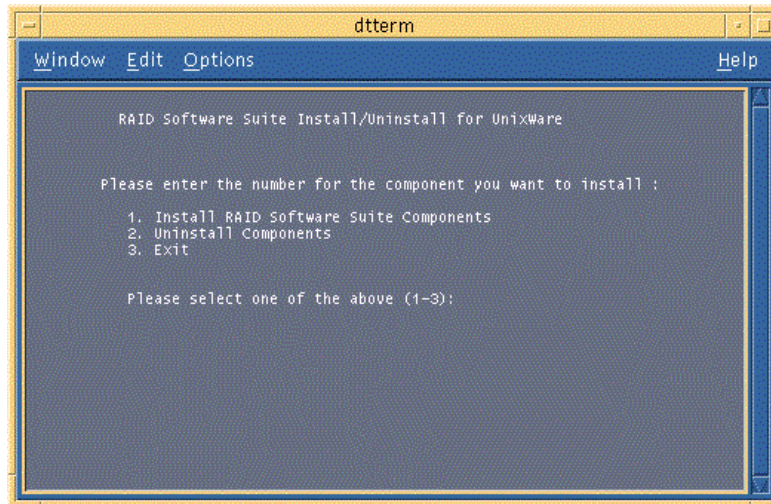 dtterm
Window Edit Options Help
RAID Software Suite Install/Uninstall for UnixWare
Please enter the number for the component you want to install :
1. Install RAID Software Suite Components
2. Uninstall Components
3. Exit
Please select one of the above (1-3):